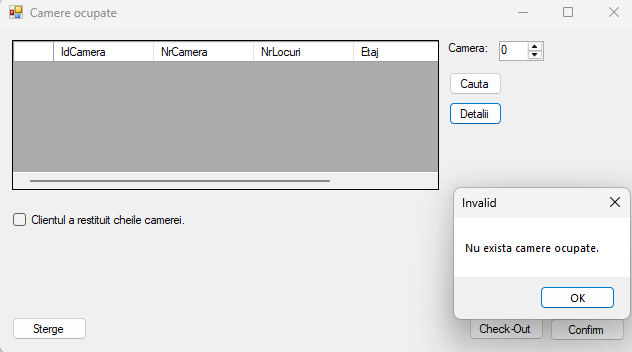 Camere ocupate
IdCamera NrCamera NrLocuri Etaj
Camera: 0
Cauta
Detalii
Invalid
Nu exista camere ocupate.
OK
Clientul a restituit cheile camerei.
Sterge
Check-Out
Confirm